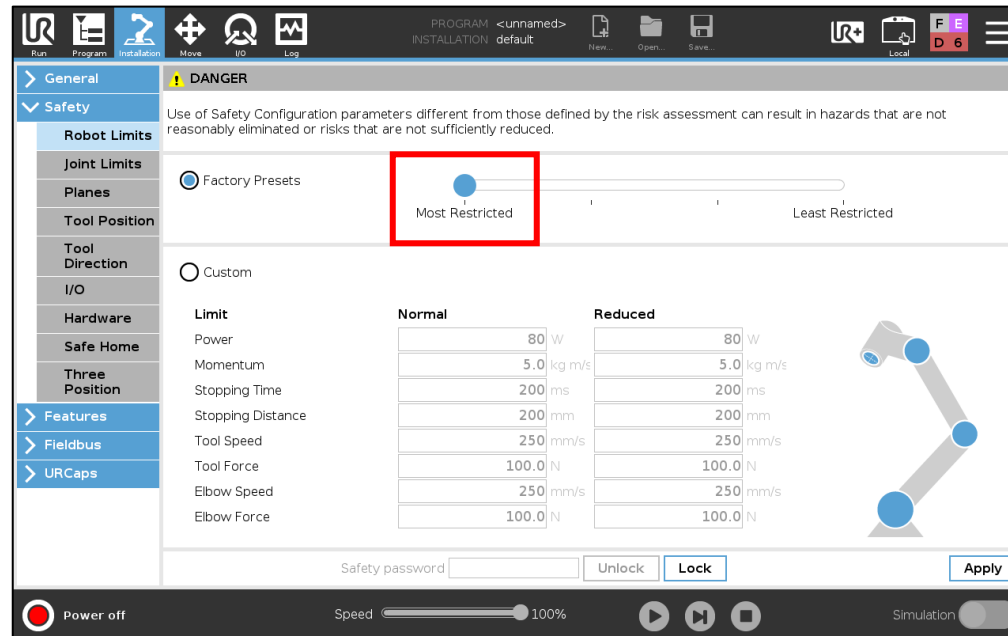 UR
PROGRAM <unnamed>
INSTALLATION default
UR+
F E
D 6
Run Program Installation Move I/O Log New... Open... Save... Local
General
Safety
Robot Limits
Joint Limits
Planes
Tool Position
Tool
Direction
I/O
Hardware
Safe Home
Three
Position
Features
Fieldbus
URCaps
DANGER
Use of Safety Configuration parameters different from those defined by the risk assessment can result in hazards that are not
reasonably eliminated or risks that are not sufficiently reduced.
Factory Presets
Most Restricted Least Restricted
Custom
Limit Normal Reduced
Power 80 W 80 W
Momentum 5.0 kg m/s 5.0 kg m/s
Stopping Time 200 ms 200 ms
Stopping Distance 200 mm 200 mm
Tool Speed 250 mm/s 250 mm/s
Tool Force 100.0 N 100.0 N
Elbow Speed 250 mm/s 250 mm/s
Elbow Force 100.0 N 100.0 N
Safety password Unlock Lock Apply
Power off Speed 100% Simulation